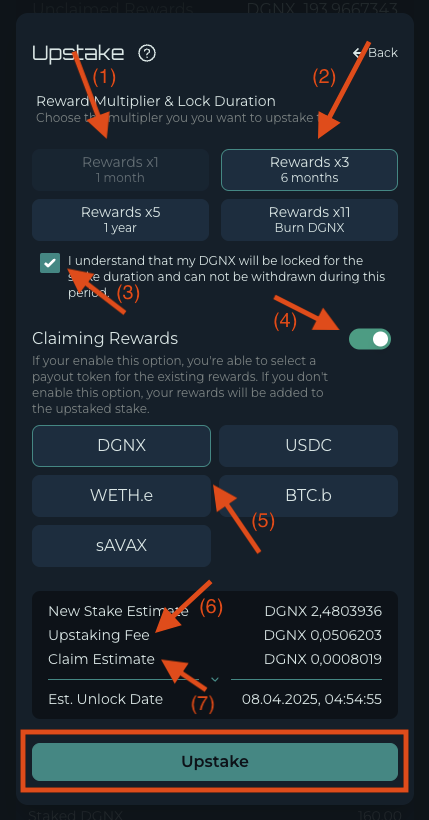 Unclaimed Rewards DGNX 193.9667343
Upstake ? ← Back
(1) (2)
Reward Multiplier & Lock Duration
Choose the multipler you you want to upstake
Rewards x1
1 month
Rewards x3
6 months
Rewards x5
1 year
Rewards x11
Burn DGNX
I understand that my DGNX will be locked for the
stake duration and can not be withdrawn during this
period.
(3)
(4)
Claiming Rewards
If your enable this option, you're able to select a
payout token for the existing rewards. If you don't
enable this option, your rewards will be added to
the upstaked stake.
DGNX USDC
WETH.e BTC.b
(5)
sAVAX
New Stake Estimate DGNX 2,4803936
(6)
Upstaking Fee DGNX 0,0506203
Claim Estimate DGNX 0,0008019
(7)
Est. Unlock Date 08.04.2025, 04:54:55
Upstake
Staked DGNX 160.00